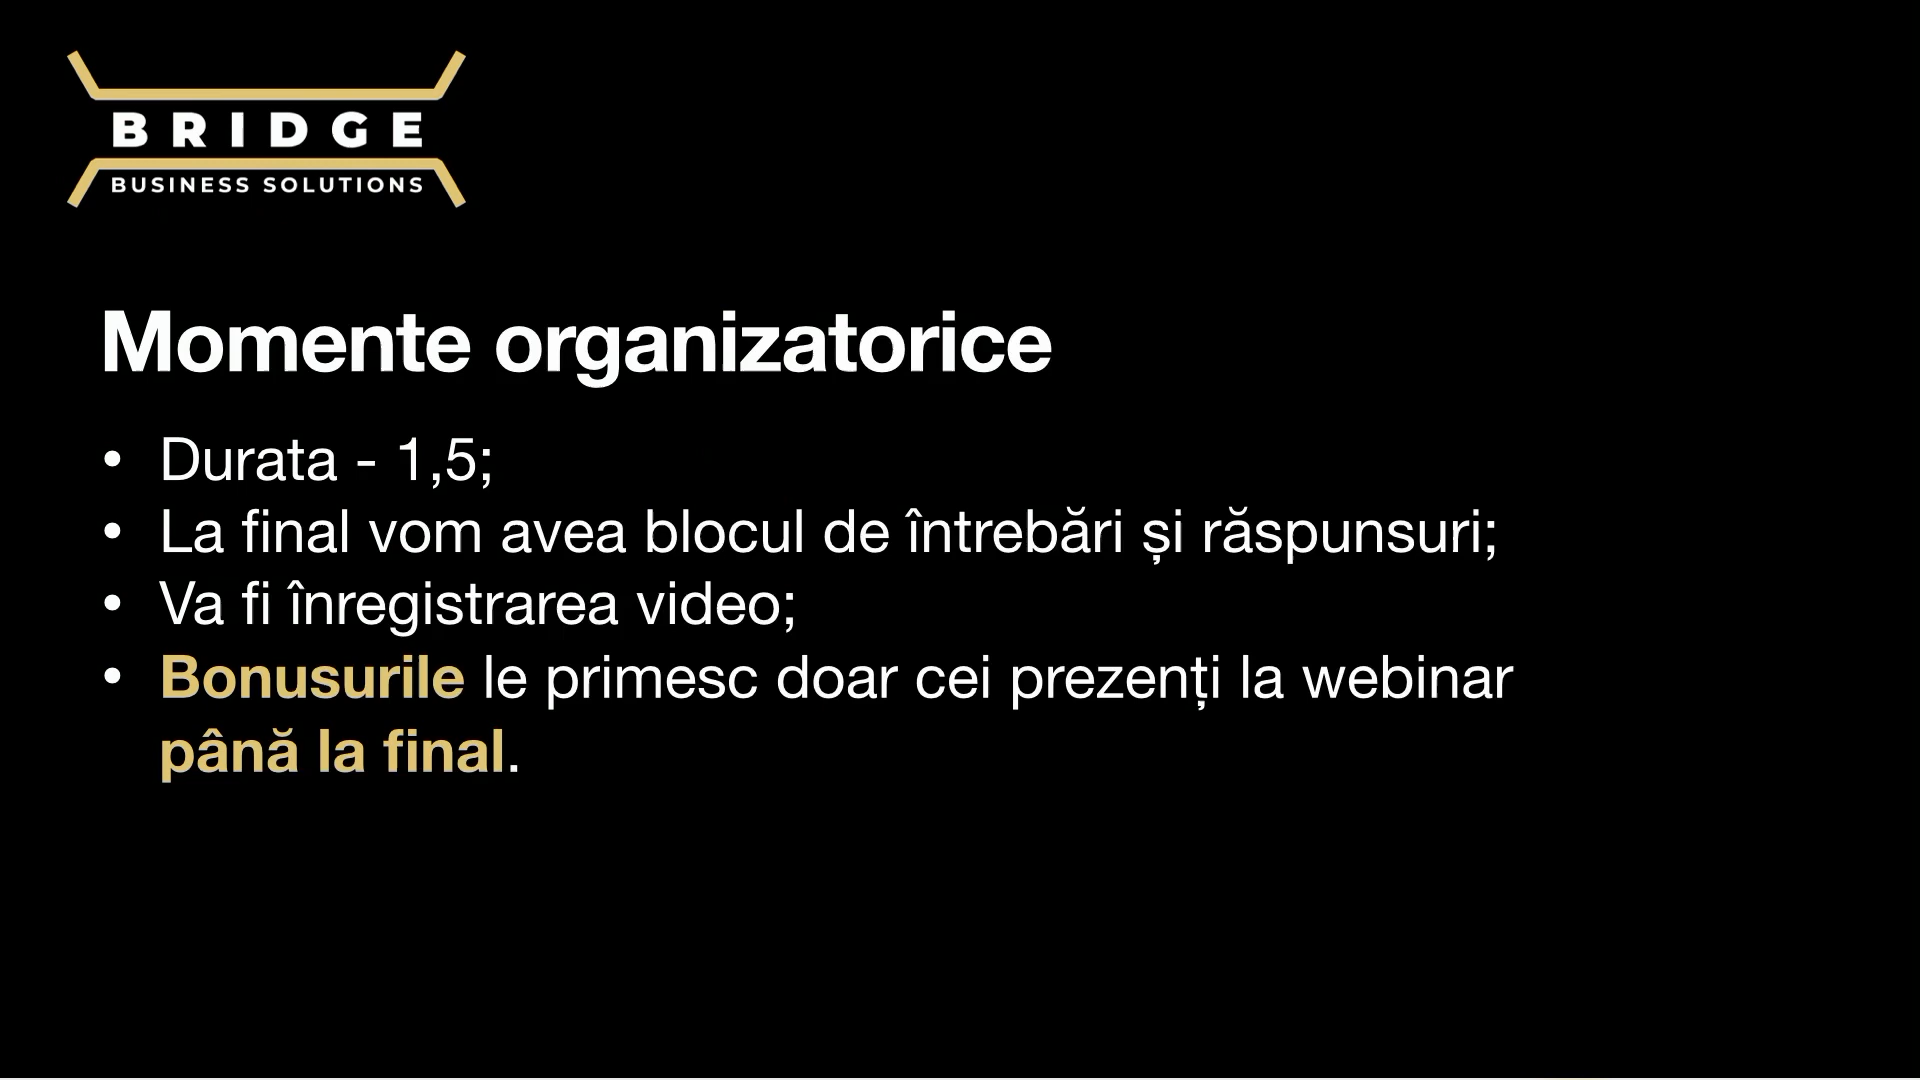 BRIDGE
BUSINESS SOLUTIONS
Momente organizatorice
• Durata - 1,5;
• La final vom avea blocul de întrebări și răspunsuri;
• Va fi înregistrarea video;
• Bonusurile le primesc doar cei prezenți la webinar
până la final.